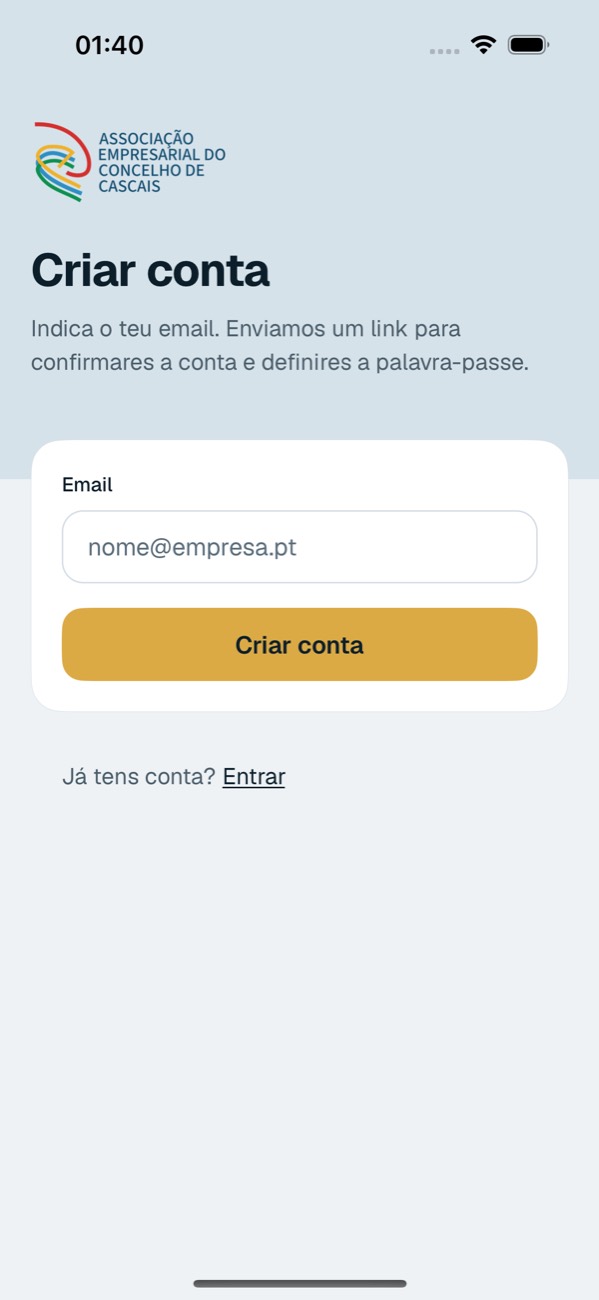 01:40
ASSOCIAÇÃO
EMPRESARIAL DO
CONCELHO DE
CASCAIS
Criar conta
Indica o teu email. Enviamos um link para
confirmares a conta e definires a palavra-passe.
Email
nome@empresa.pt
Criar conta
Já tens conta? Entrar